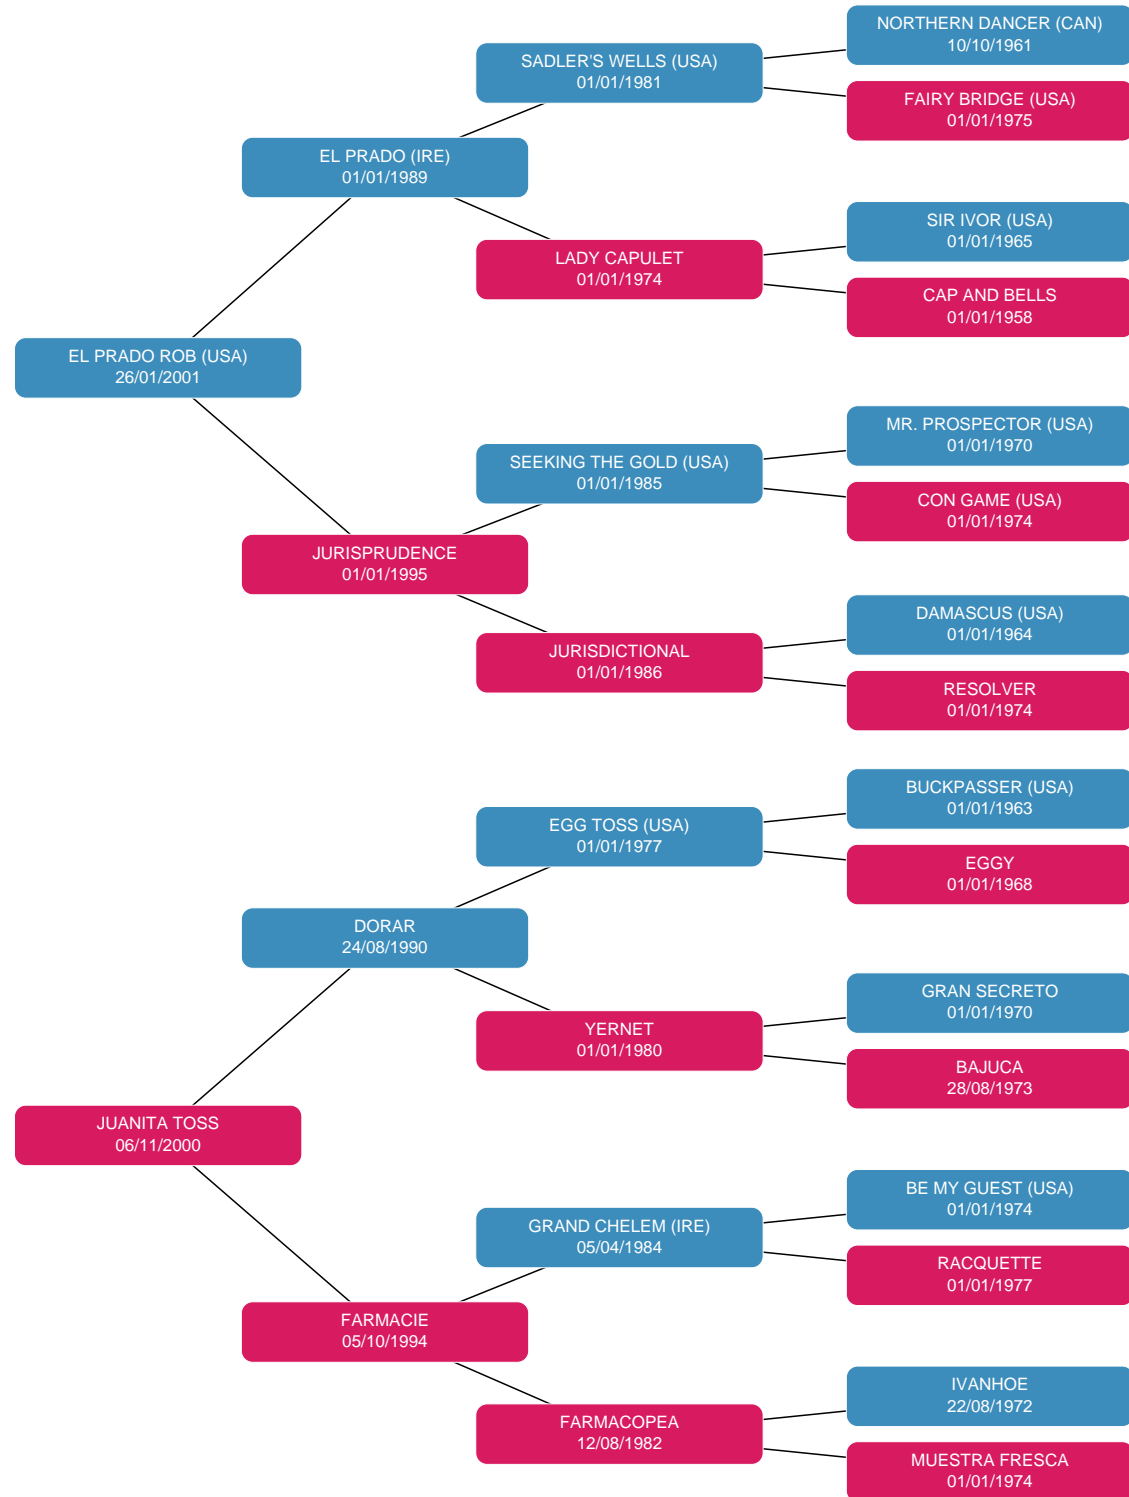 NORTHERN DANCER (CAN)
10/10/1961
SADLER'S WELLS (USA)
01/01/1981
FAIRY BRIDGE (USA)
01/01/1975
EL PRADO (IRE)
01/01/1989
SIR IVOR (USA)
01/01/1965
LADY CAPULET
01/01/1974
CAP AND BELLS
01/01/1958
EL PRADO ROB (USA)
26/01/2001
MR. PROSPECTOR (USA)
01/01/1970
SEEKING THE GOLD (USA)
01/01/1985
CON GAME (USA)
01/01/1974
JURISPRUDENCE
01/01/1995
DAMASCUS (USA)
01/01/1964
JURISDICTIONAL
01/01/1986
RESOLVER
01/01/1974
BUCKPASSER (USA)
01/01/1963
EGG TOSS (USA)
01/01/1977
EGGY
01/01/1968
DORAR
24/08/1990
GRAN SECRETO
01/01/1970
YERNET
01/01/1980
BAJUCA
28/08/1973
JUANITA TOSS
06/11/2000
BE MY GUEST (USA)
01/01/1974
GRAND CHELEM (IRE)
05/04/1984
RACQUETTE
01/01/1977
FARMACIE
05/10/1994
IVANHOE
22/08/1972
FARMACOPEA
12/08/1982
MUESTRA FRESCA
01/01/1974